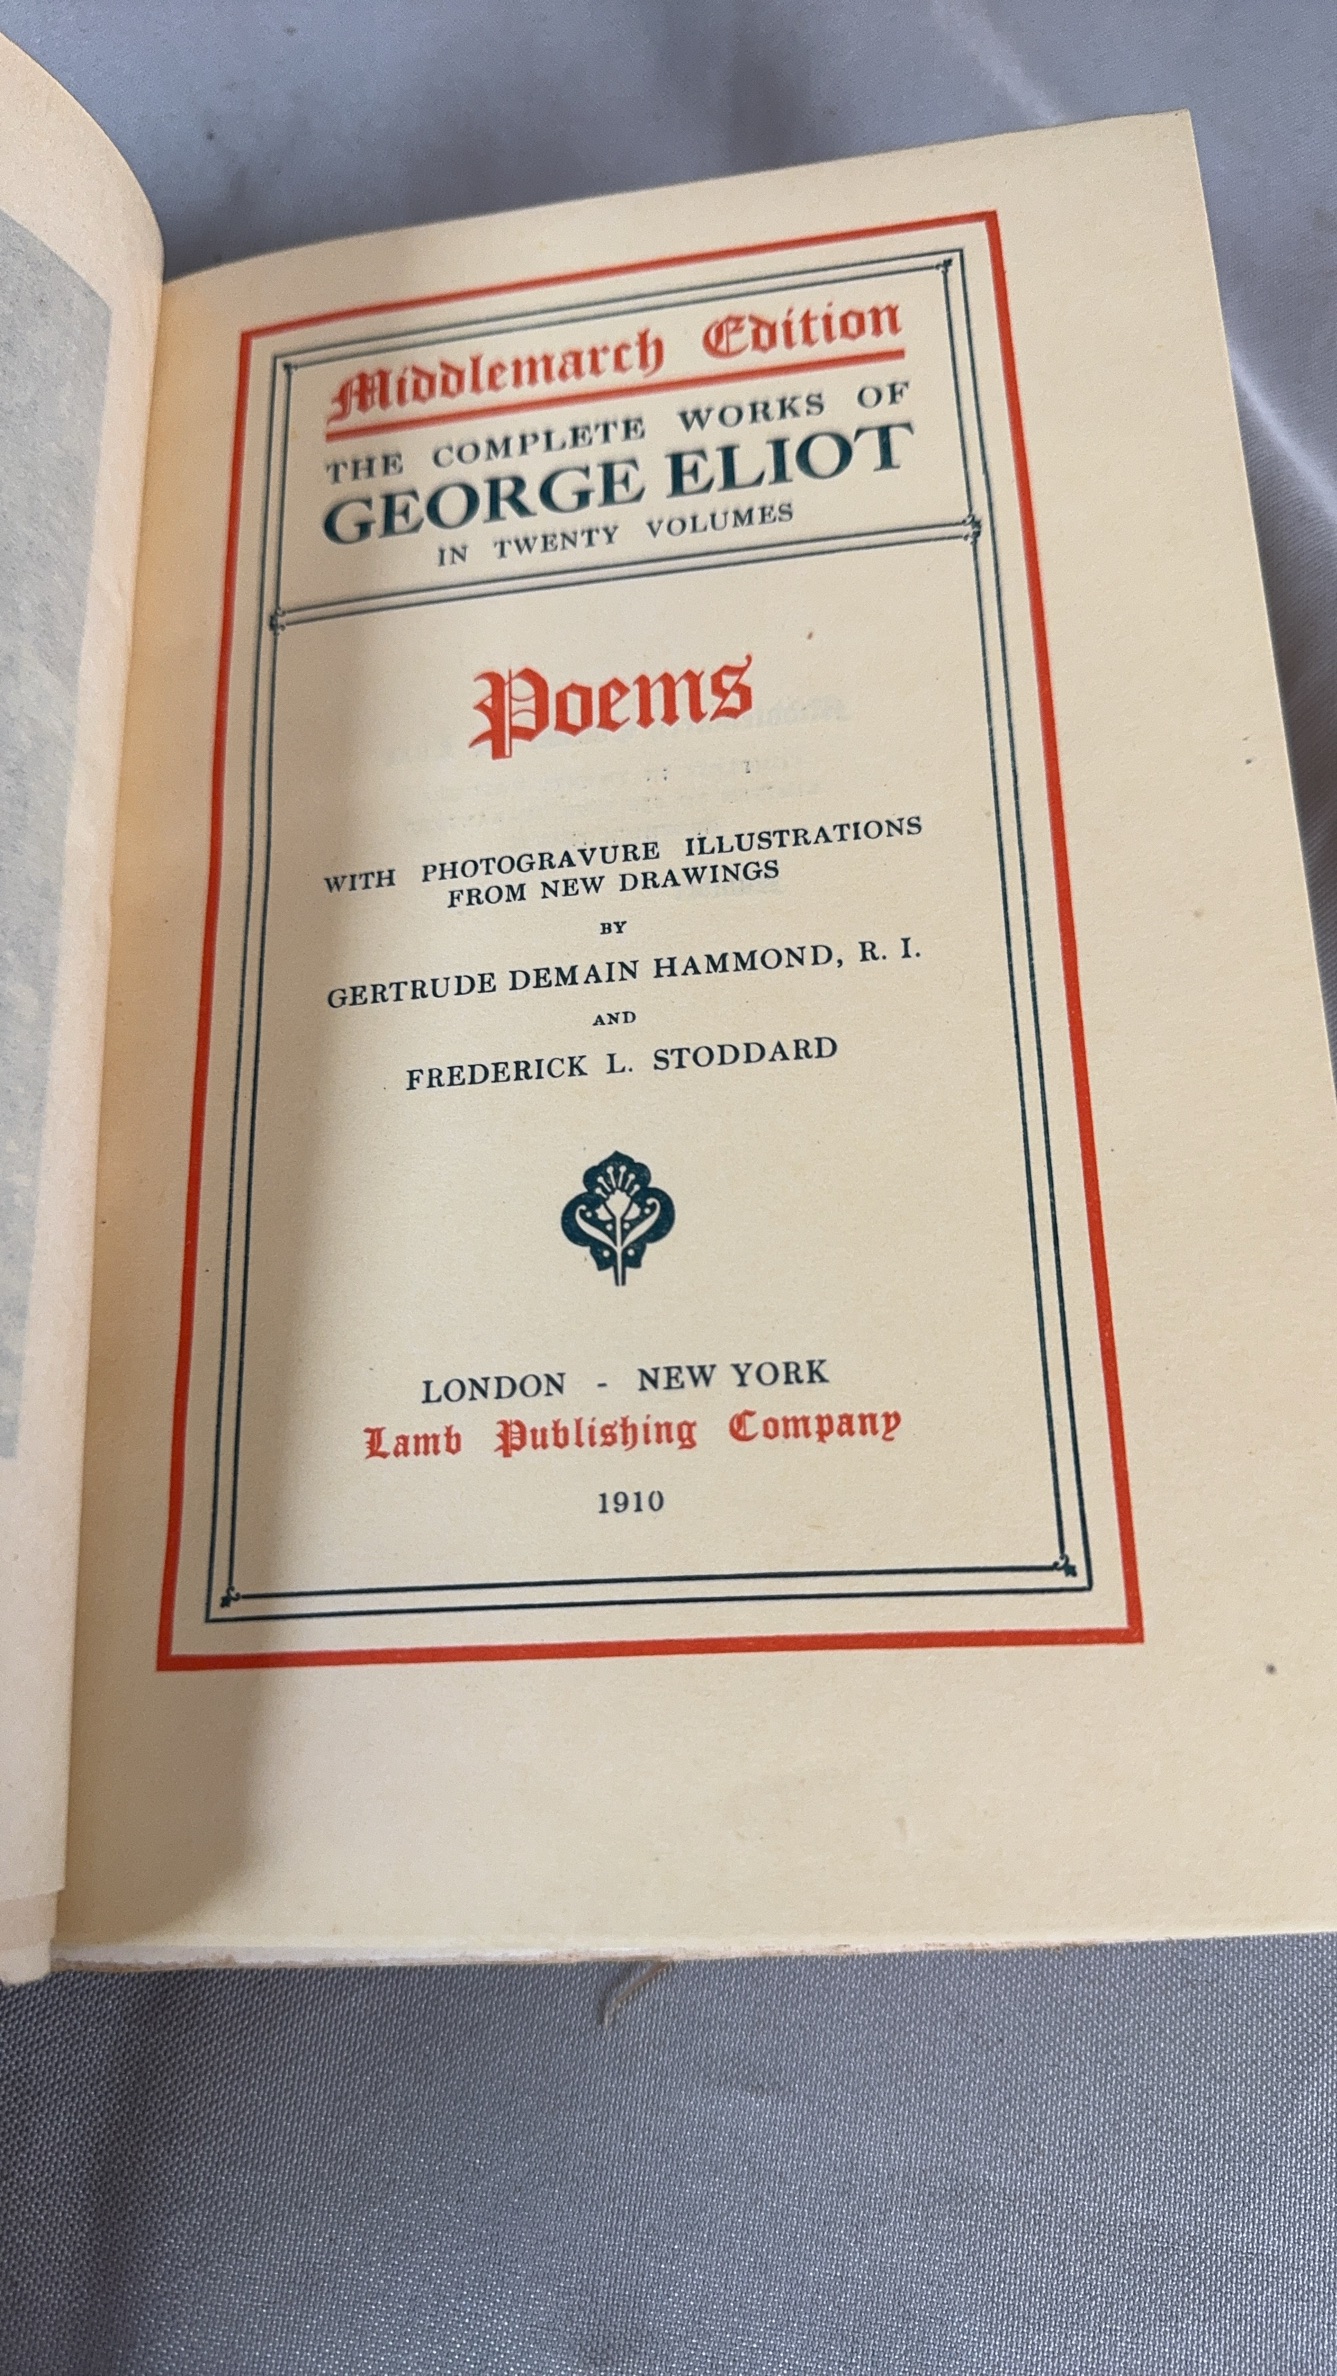 Middlemarch Edition
THE COMPLETE WORKS OF
GEORGE ELIOT
IN TWENTY VOLUMES
Poems
WITH PHOTOGRAVURE ILLUSTRATIONS
FROM NEW DRAWINGS
BY
GERTRUDE DEMAIN HAMMOND, R. I.
AND
FREDERICK L. STODDARD
LONDON - NEW YORK
Lamb Publishing Company
1910